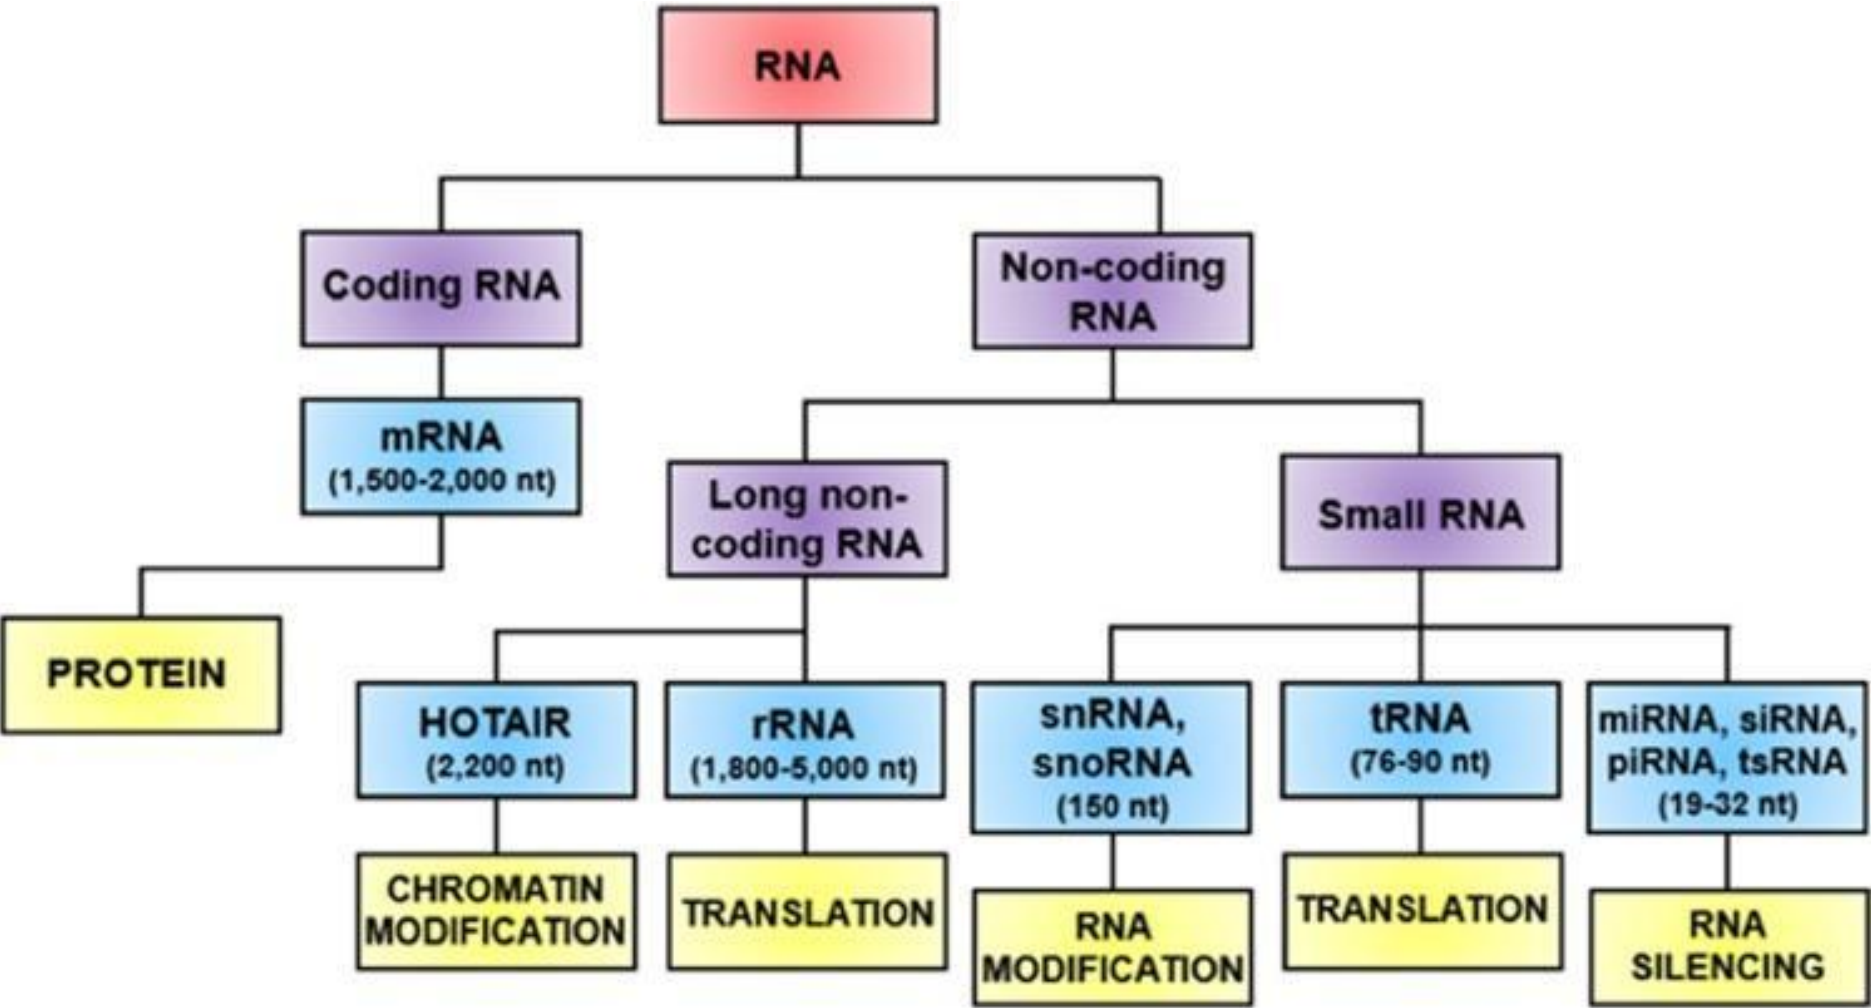 RNA
Coding RNA
Non-coding
RNA
mRNA
(1,500-2,000 nt)
Long non-
coding RNA
Small RNA
PROTEIN
HOTAIR
(2,200 nt)
rRNA
(1,800-5,000 nt)
snRNA,
snoRNA
(150 nt)
tRNA
(76-90 nt)
miRNA, siRNA,
piRNA, tsRNA
(19-32 nt)
CHROMATIN
MODIFICATION
TRANSLATION
RNA
MODIFICATION
TRANSLATION
RNA
SILENCING